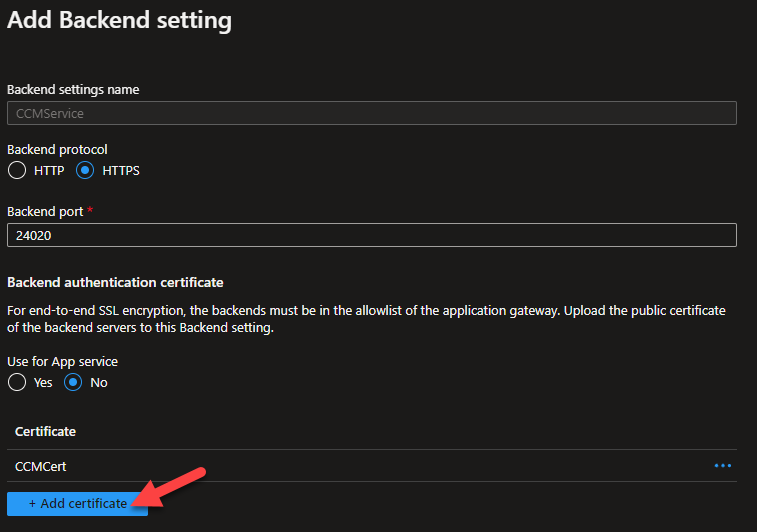 Add Backend setting
Backend settings name
CCMService
Backend protocol
HTTP HTTPS
Backend port *
24020
Backend authentication certificate
For end-to-end SSL encryption, the backends must be in the allowlist of the application gateway. Upload the public certificate
of the backend servers to this Backend setting.
Use for App service
Yes No
Certificate
CCMCert ...
+ Add certificate